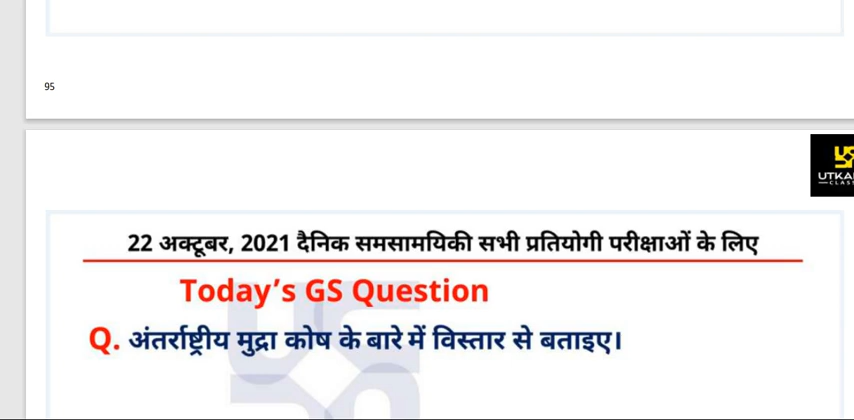 95
22 अक्टूबर, 2021 दैनिक समसामयिकी सभी प्रतियोगी परीक्षाओं के लिए
Today's GS Question
Q. अंतर्राष्ट्रीय मुद्रा कोष के बारे में विस्तार से बताइए।